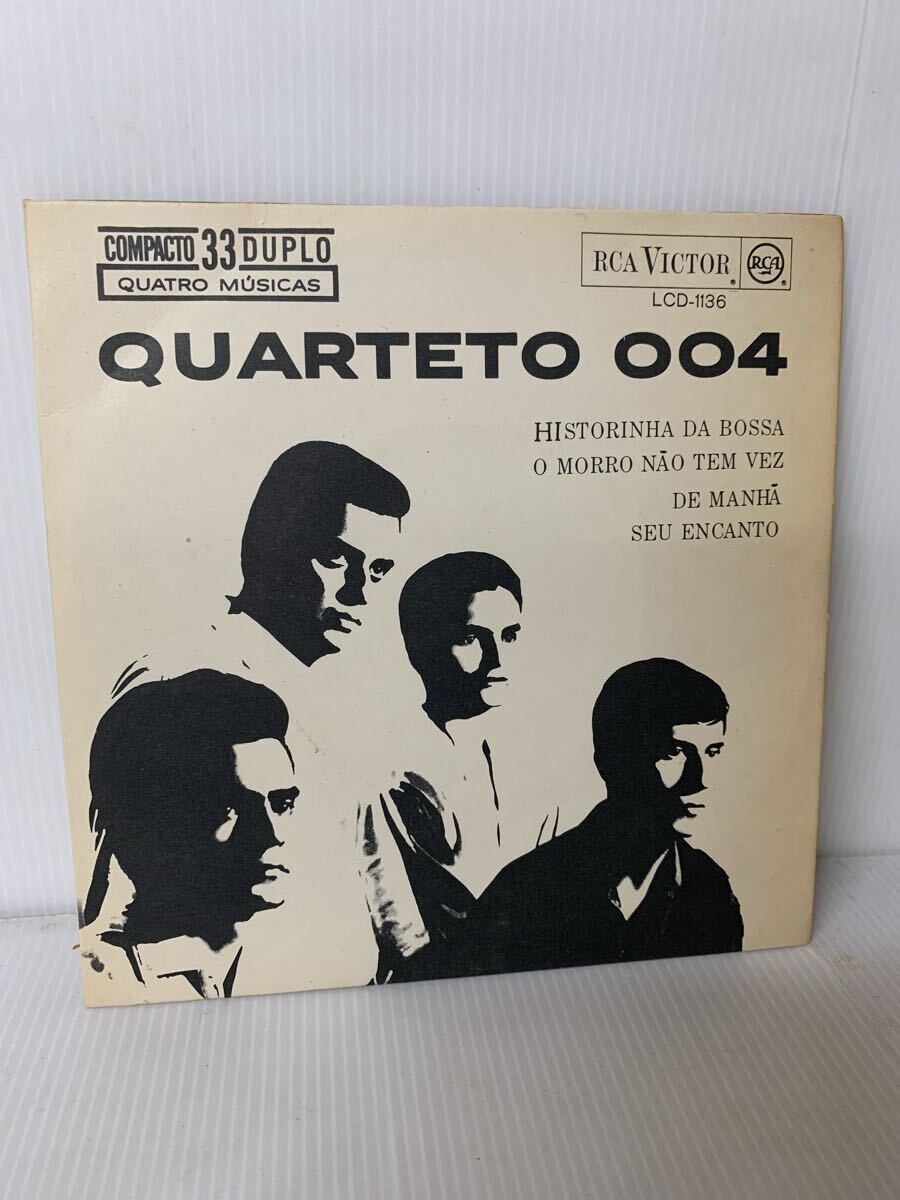 COMPACTO 33 DUPLO
QUATRO MÚSICAS
RCA VICTOR RCA
LCD-1136
QUARTETO 004
HISTORINHA DA BOSSA
O MORRO NÃO TEM VEZ
DE MANHÃ
SEU ENCANTO